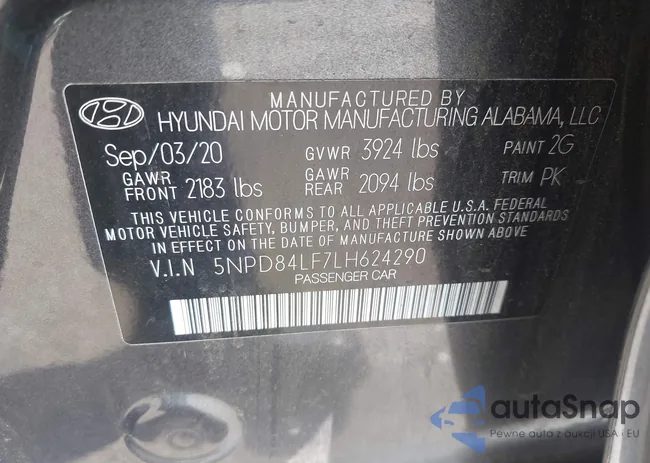 MANUFACTURED BY
HYUNDAI MOTOR MANUFACTURING ALABAMA, LLC
Sep/03/20 GVWR 3924 lbs PAINT 2G
GAWR FRONT 2183 lbs GAWR REAR 2094 lbs TRIM PK
THIS VEHICLE CONFORMS TO ALL APPLICABLE U.S.A. FEDERAL
MOTOR VEHICLE SAFETY, BUMPER, AND THEFT PREVENTION STANDARDS
IN EFFECT ON THE DATE OF MANUFACTURE SHOWN ABOVE.
V.I.N 5NPD84LF7LH624290
PASSENGER CAR
autaSnap
Pewne auta z aukcji USA i EU